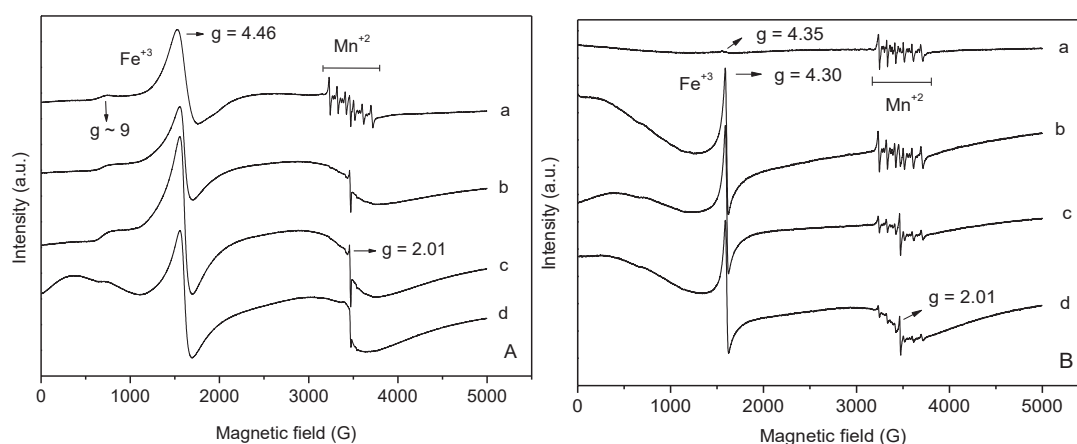 g = 4.46
Fe+3
Mn+2
g ~ 9
a
b
g = 2.01
c
d
A
Intensity (a.u.)
0 1000 2000 3000 4000 5000
Magnetic field (G)
g = 4.35
a
Fe+3
g = 4.30
Mn+2
b
c
g = 2.01
d
B
Intensity (a.u.)
0 1000 2000 3000 4000 5000
Magnetic field (G)